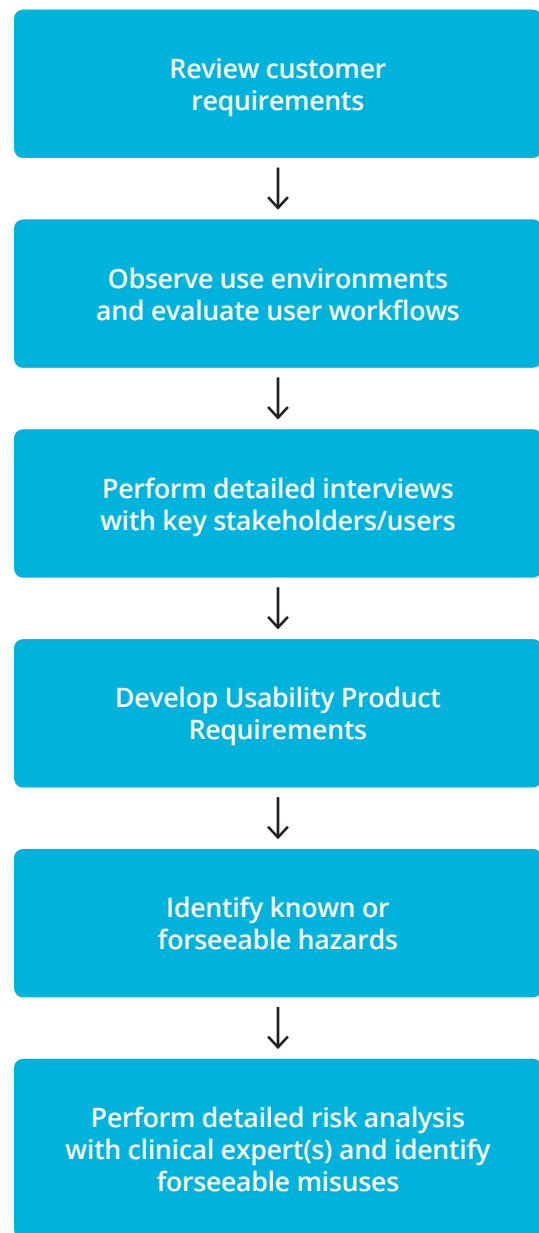 Review customer
requirements
Observe use environments
and evaluate user workflows
Perform detailed interviews
with key stakeholders/users
Develop Usability Product
Requirements
Identify known or
forseeable hazards
Perform detailed risk analysis
with clinical expert(s) and identify
forseeable misuses